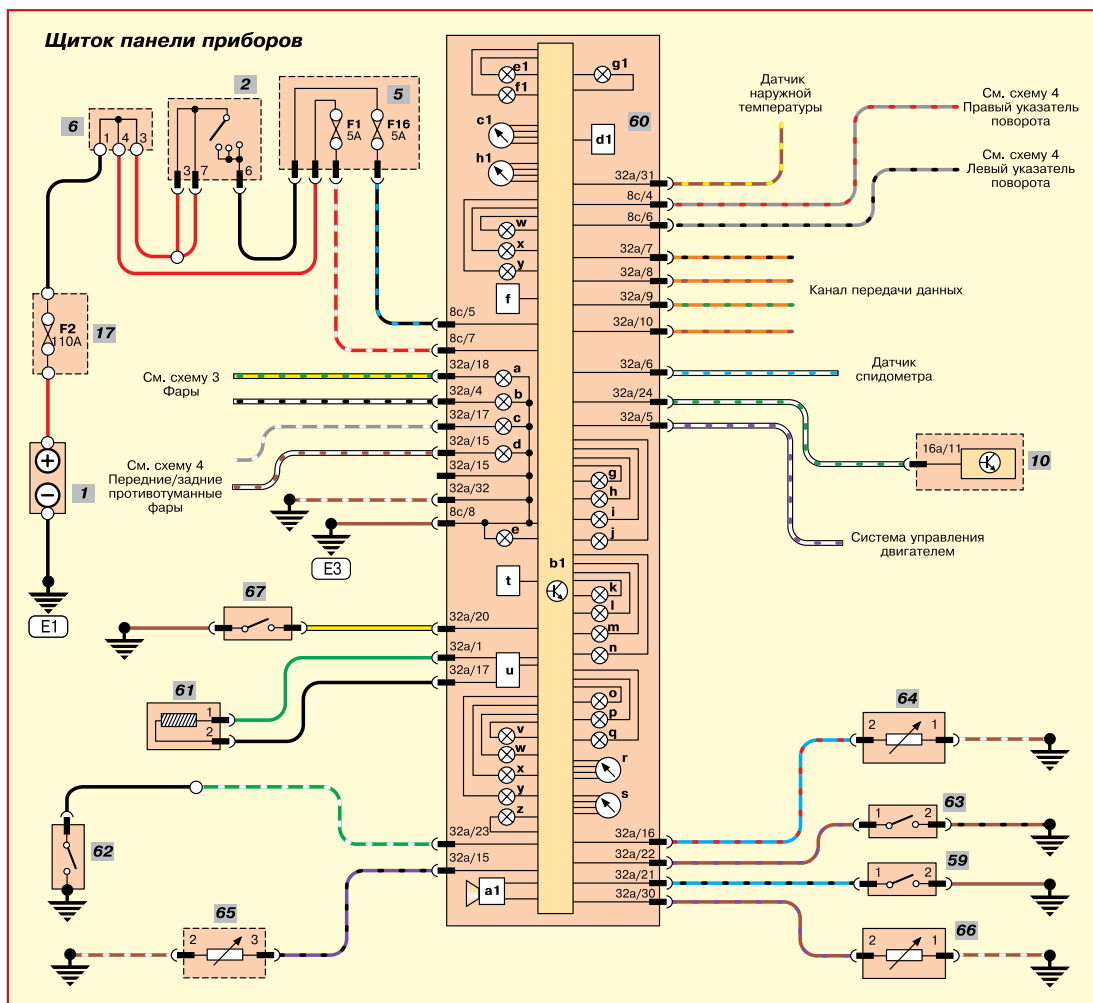 Щиток панели приборов
2
5
6
1 4 3
3 7 6
F1
5A
F16
5A
17
F2
110A
1
E1
60
e1
f1
g1
c1
d1
h1
w
x
y
f
Датчик
наружной
температуры
См. схему 4
Правый указатель
поворота
См. схему 4
Левый указатель
поворота
32a/31
8c/4
8c/6
32a/7
32a/8
32a/9
32a/10
Канал передачи данных
32a/6
Датчик
спидометра
32a/24
32a/5
16a/11
10
Система управления
двигателем
8c/5
8c/7
32a/18
32a/4
32a/17
32a/15
32a/15
32a/32
8c/8
a
b
c
d
e
См. схему 3
Фары
См. схему 4
Передние/задние
противотуманные
фары
E3
g
h
i
j
b1
t
k
l
m
n
67
32a/20
32a/1
32a/17
u
61
1
2
o
p
q
r
s
v
w
x
y
z
32a/23
32a/15
a1
62
65
2 3
32a/16
32a/22
32a/21
32a/30
64
2 1
63
1 2
59
1 2
66
2 1